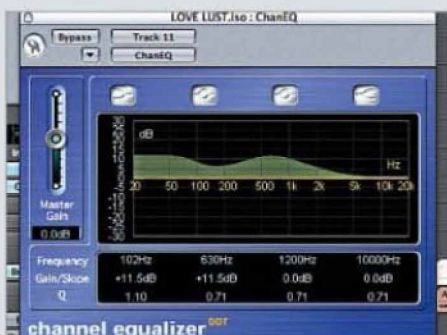 LOVE LUST.iso : ChanEQ
Bypass
Track 11
ChanEQ
dB
Hz
20 50 100 200 500 1k 2k 5k 10k 20k
Master
Gain
0.0dB
Frequency 102Hz 630Hz 1200Hz 10000Hz
Gain/Slope +11.5dB +11.5dB 0.0dB 0.0dB
Q 1.10 0.71 0.71 0.71
channel equalizer